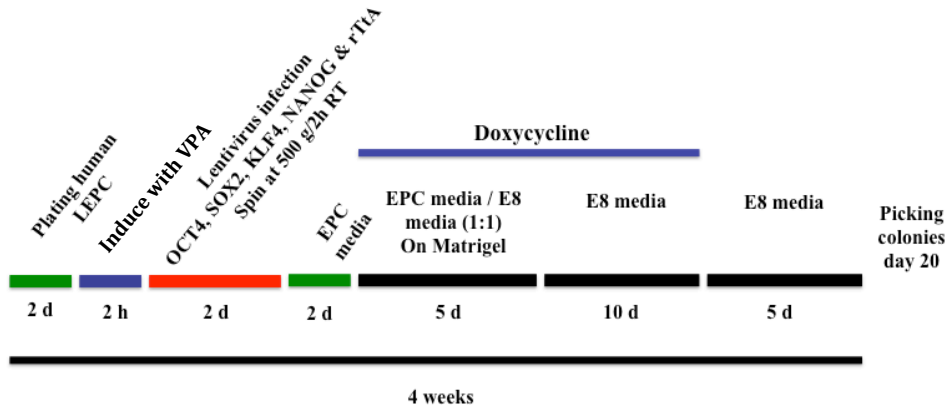 Plating human
LEPC
Induce with VPA
Lentivirus infection
OCT4, SOX2, KLF4, NANOG & rTtA
Spin at 500 g/2h RT
EPC
media
Doxycycline
EPC media / E8
media (1:1)
On Matrigel
E8 media
E8 media
Picking
colonies
day 20
2 d
2 h
2 d
2 d
5 d
10 d
5 d
4 weeks